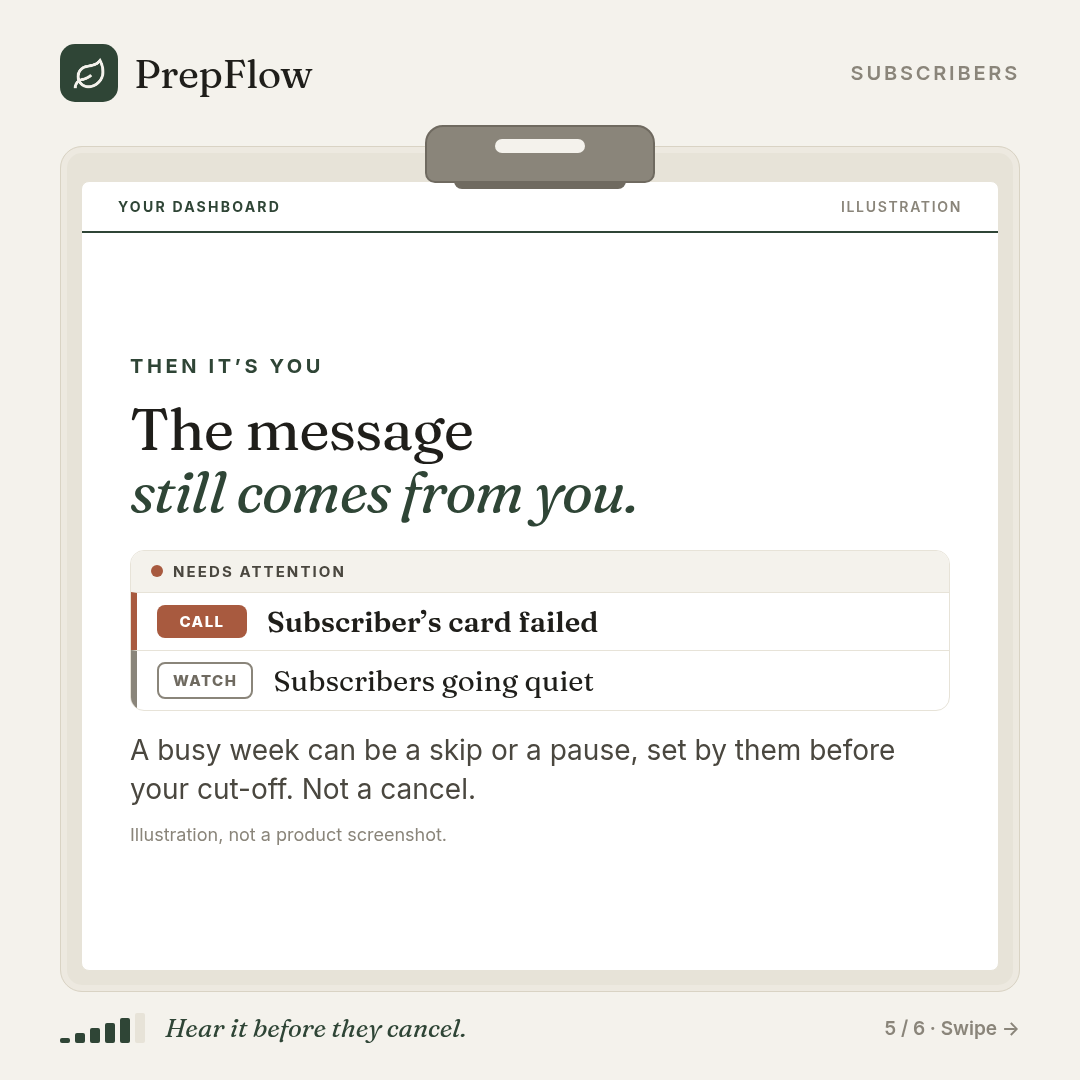 PrepFlow
SUBSCRIBERS
YOUR DASHBOARD
ILLUSTRATION
THEN IT’S YOU
The message
still comes from you.
NEEDS ATTENTION
CALL Subscriber’s card failed
WATCH Subscribers going quiet
A busy week can be a skip or a pause, set by them before
your cut-off. Not a cancel.
Illustration, not a product screenshot.
Hear it before they cancel.
5 / 6 · Swipe →